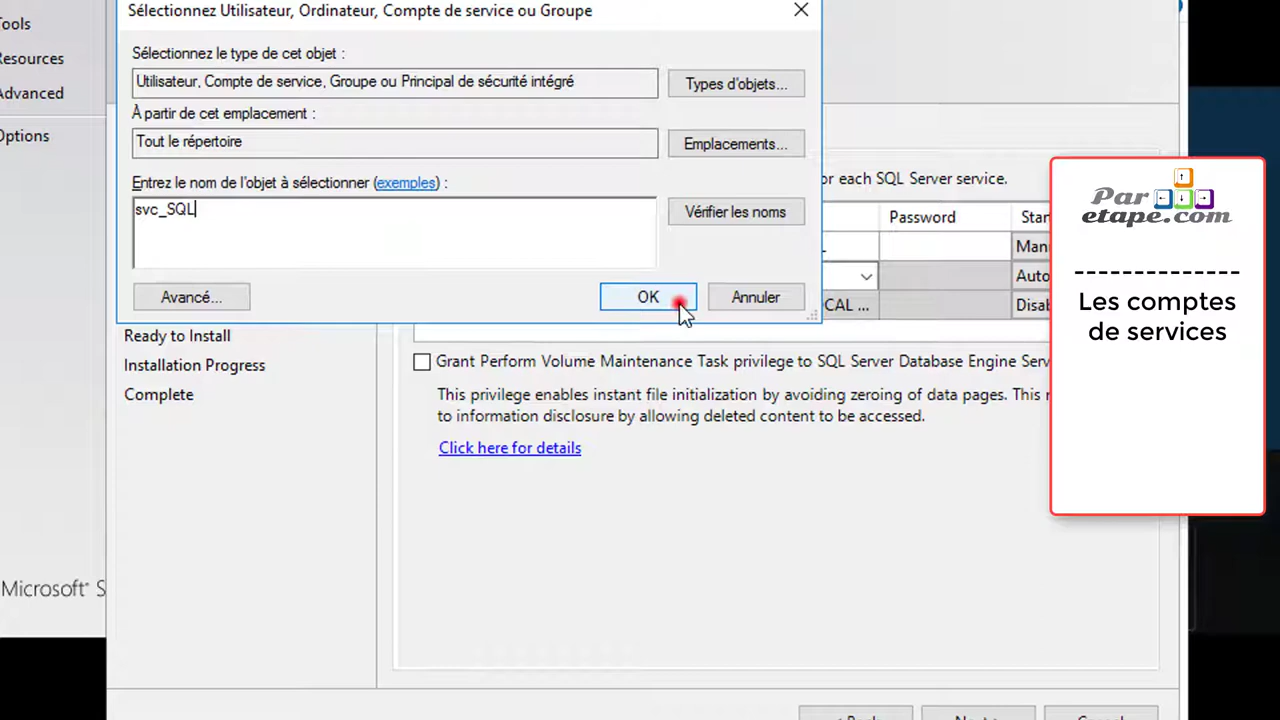 Sélectionnez Utilisateur, Ordinateur, Compte de service ou Groupe
Sélectionnez le type de cet objet :
Utilisateur, Compte de service, Groupe ou Principal de sécurité intégré
Types d'objets...
À partir de cet emplacement :
Tout le répertoire
Emplacements...
Entrez le nom de l'objet à sélectionner (exemples) :
svc_SQL
Vérifier les noms
Avancé...
OK
Annuler
Tools
Resources
Advanced
Options
or each SQL Server service.
Password
Man
Auto
OCAL ...
Disab
Ready to Install
Installation Progress
Complete
Grant Perform Volume Maintenance Task privilege to SQL Server Database Engine Serv
This privilege enables instant file initialization by avoiding zeroing of data pages. This
to information disclosure by allowing deleted content to be accessed.
Click here for details
Microsoft® S
Par
etape.com
--------------
Les comptes
de services